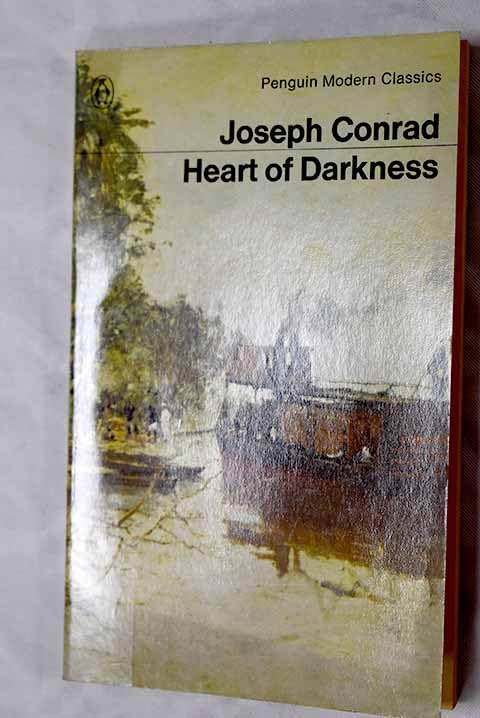 Penguin Modern Classics
Joseph Conrad
Heart of Darkness